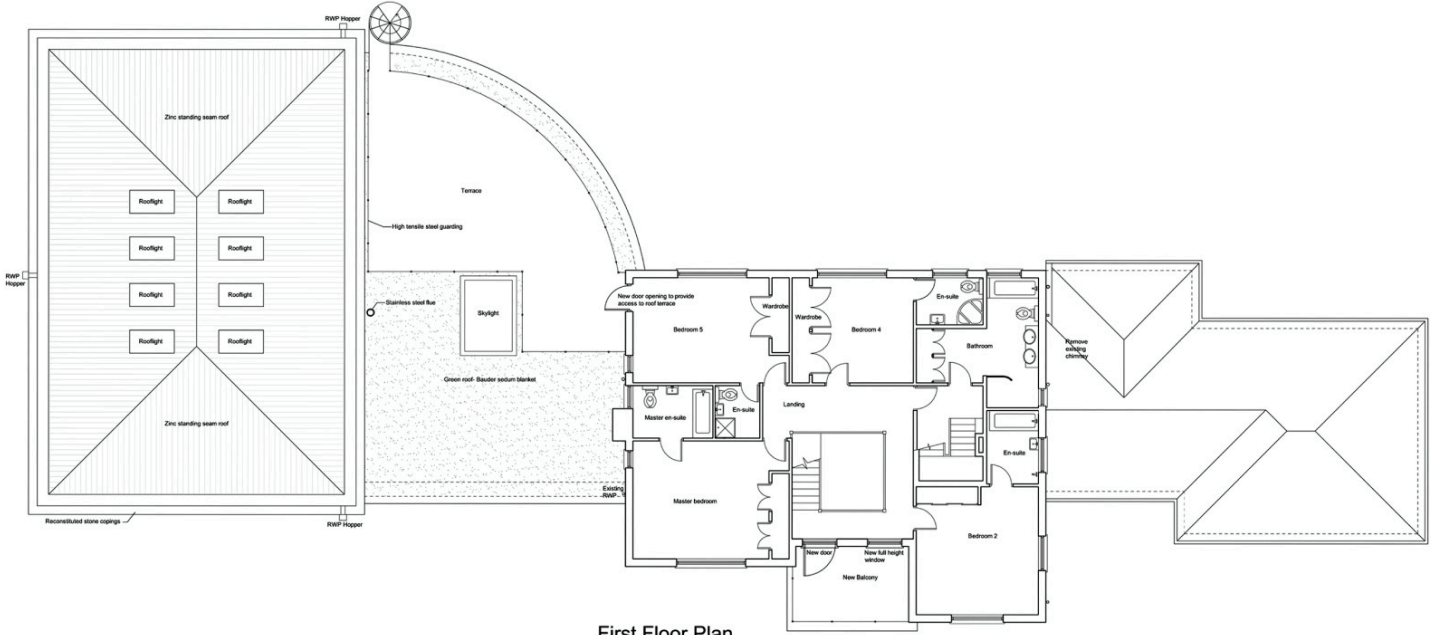 RWP Hopper
Zinc standing seam roof
Terrace
Rooflight
Rooflight
High tensile steel guarding
Rooflight
Rooflight
RWP
Hopper
Stainless steel flue
Rooflight
Rooflight
Skylight
Rooflight
Rooflight
Green roof- Bauder sedum blanket
Zinc standing seam roof
Reconstituted stone copings
RWP Hopper
Existing
RWP
New door opening to provide
access to roof terrace
Bedroom 5
Wardrobe
Wardrobe
Bedroom 4
En-suite
Bathroom
Remove
existing
chimney
Master en-suite
En-suite
Landing
En-suite
Master bedroom
Bedroom 2
New door
New full height
window
New Balcony
First Floor Plan